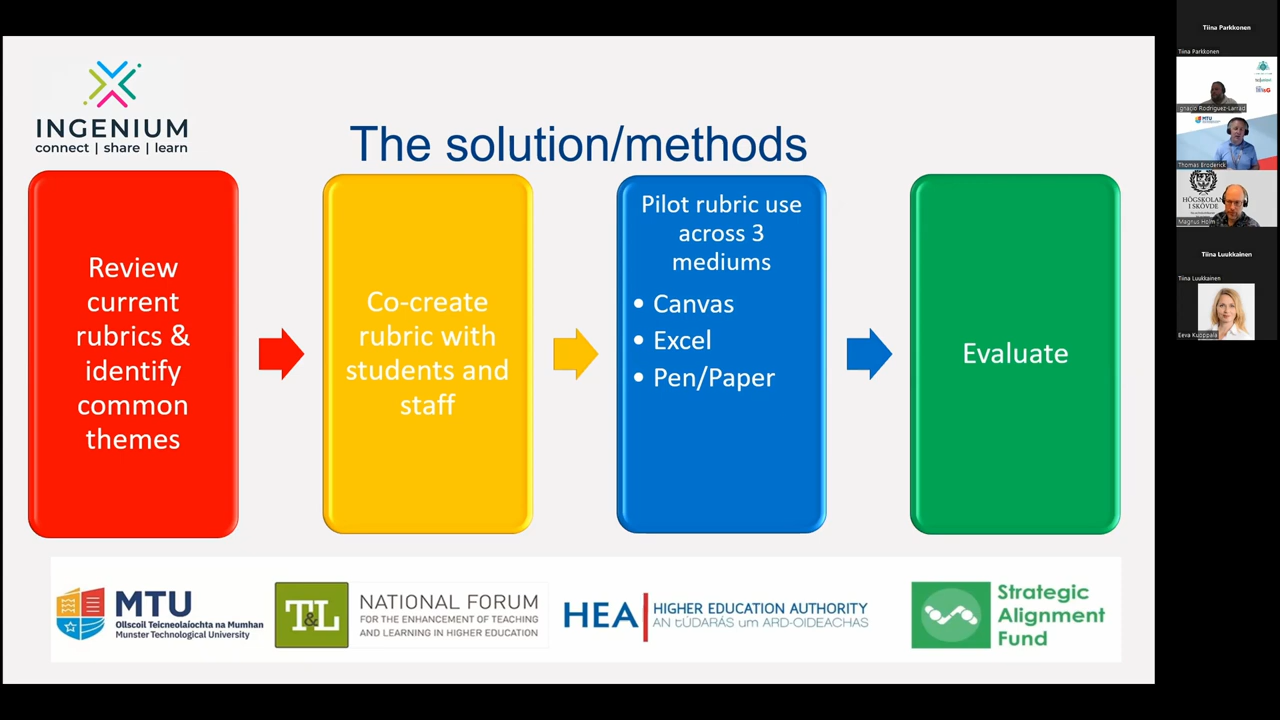 INGENIUM
connect | share | learn
The solution/methods
Review
current
rubrics &
identify
common
themes
Co-create
rubric with
students and
staff
Pilot rubric use
across 3
mediums
• Canvas
• Excel
• Pen/Paper
Evaluate
MTU
Ollscoil Teicneolaíochta na Mumhan
Munster Technological University
T&L
NATIONAL FORUM
FOR THE ENHANCEMENT OF TEACHING
AND LEARNING IN HIGHER EDUCATION
HEA
HIGHER EDUCATION AUTHORITY
AN tÚDARÁS um ARD-OIDEACHAS
Strategic
Alignment
Fund
Tiina Parkkonen
Tiina Parkkonen
Ignacio Rodríguez-Larrad
MTU
Thomas Broderick
HÖGSKOLAN
I SKÖVDE
Magnus Holm
Tiina Luukkainen
Tiina Luukkainen
Eeva Kuoppala